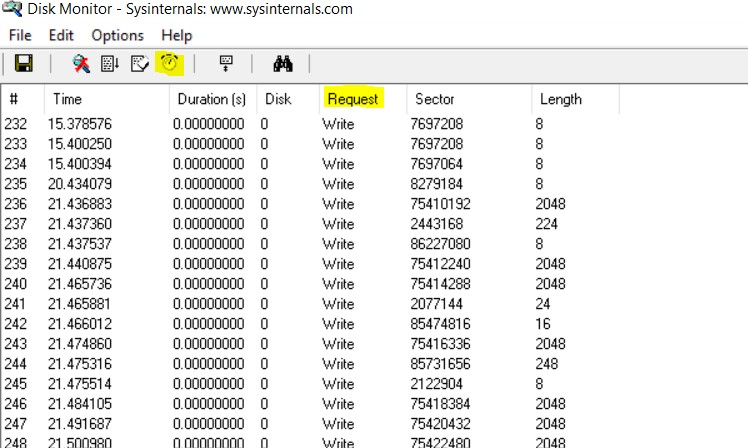 Disk Monitor - Sysinternals: www.sysinternals.com
File Edit Options Help
# Time Duration (s) Disk Request Sector Length
232 15.378576 0.00000000 0 Write 7697208 8
233 15.400250 0.00000000 0 Write 7697208 8
234 15.400394 0.00000000 0 Write 7697064 8
235 20.434079 0.00000000 0 Write 8279184 8
236 21.436883 0.00000000 0 Write 75410192 2048
237 21.437360 0.00000000 0 Write 2443168 224
238 21.437537 0.00000000 0 Write 86227080 8
239 21.440875 0.00000000 0 Write 75412240 2048
240 21.465736 0.00000000 0 Write 75414288 2048
241 21.465881 0.00000000 0 Write 2077144 24
242 21.466012 0.00000000 0 Write 85474816 16
243 21.474860 0.00000000 0 Write 75416336 2048
244 21.475316 0.00000000 0 Write 85731656 248
245 21.475514 0.00000000 0 Write 2122904 8
246 21.484105 0.00000000 0 Write 75418384 2048
247 21.491687 0.00000000 0 Write 75420432 2048
248 21.500980 0.00000000 0 Write 75422480 2048